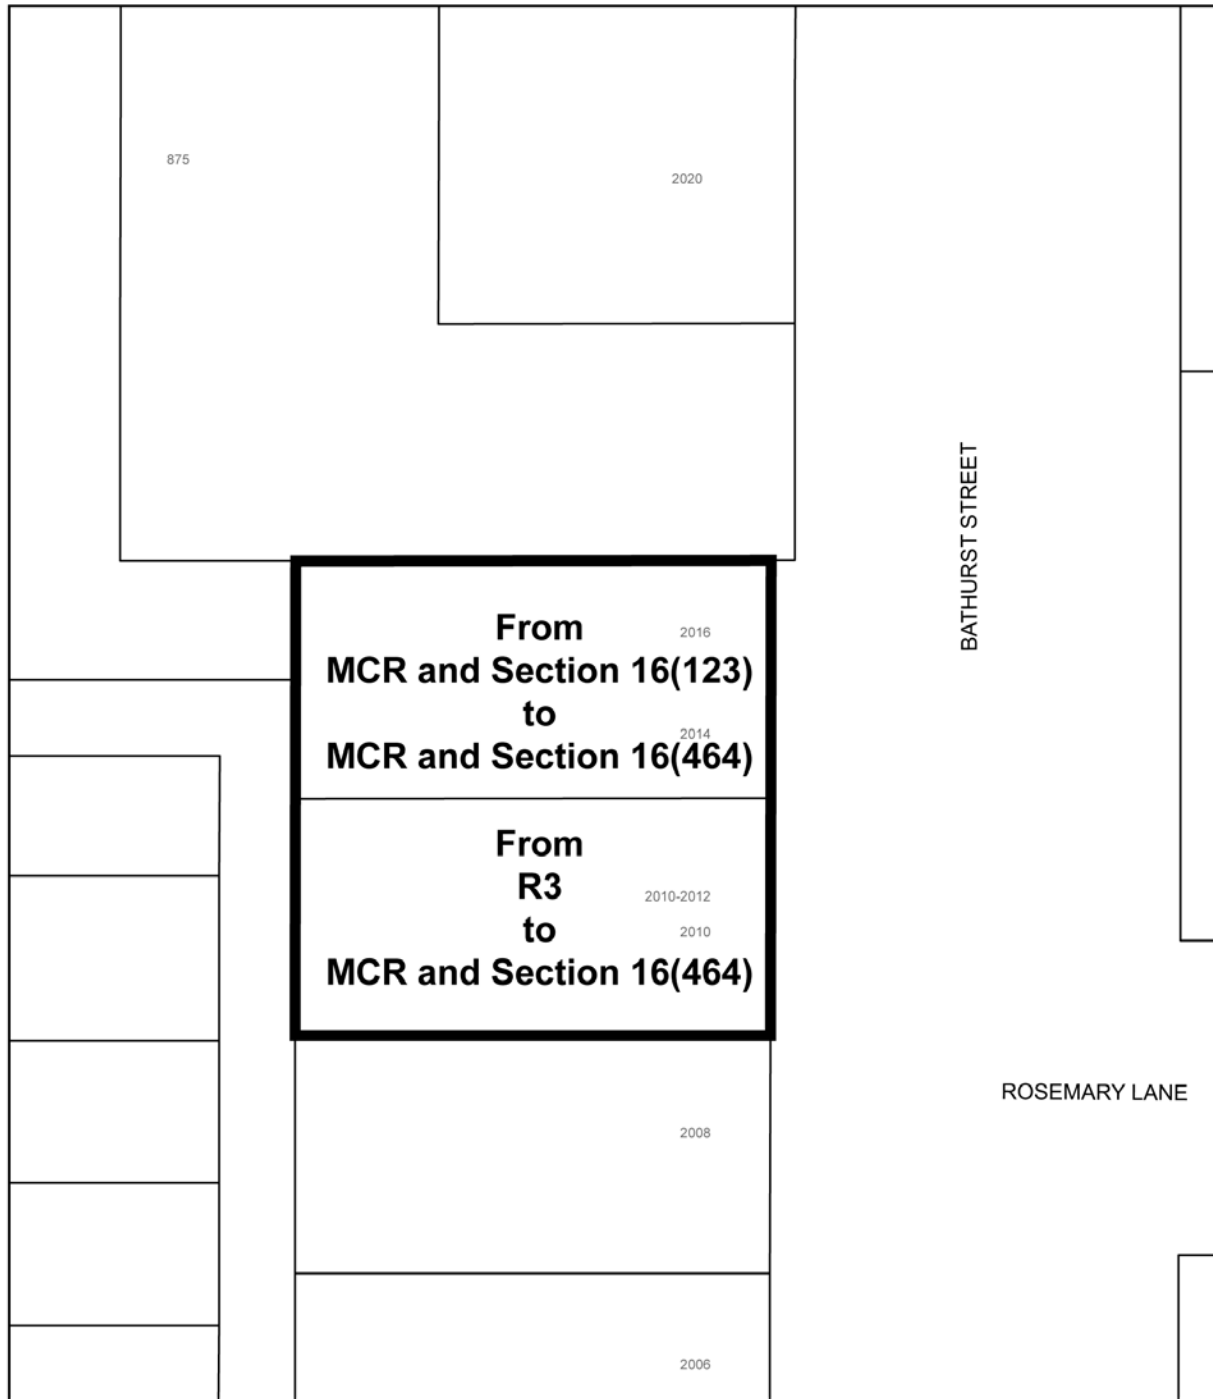 875
2020
BATHURST STREET
From
2016
MCR and Section 16(123)
to
2014
MCR and Section 16(464)
From
R3
2010-2012
to
2010
MCR and Section 16(464)
ROSEMARY LANE
2008
2006